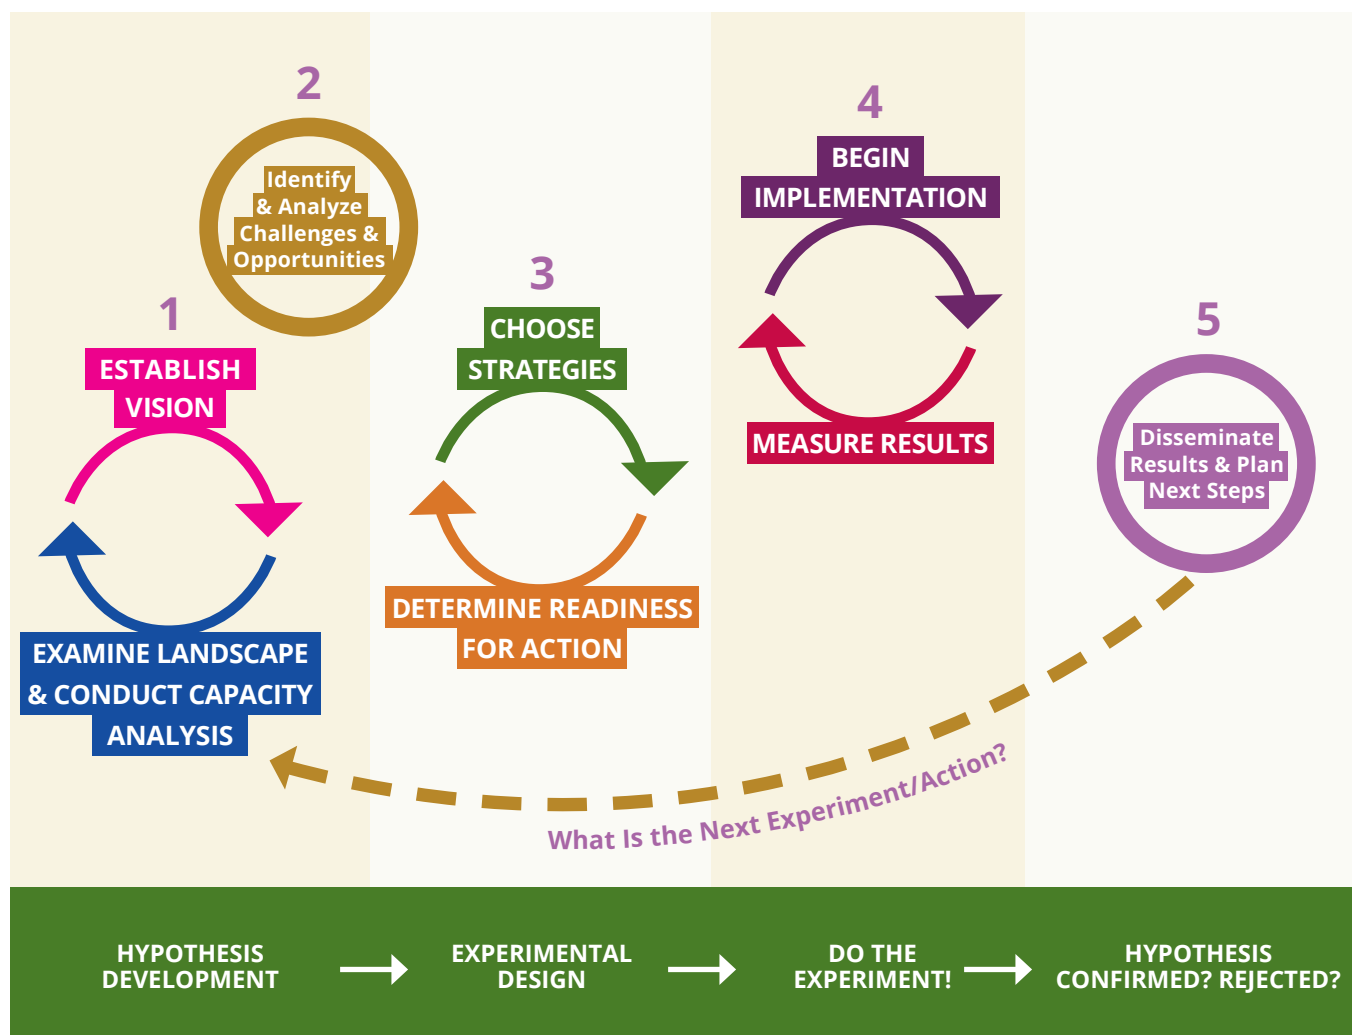 1
ESTABLISH
VISION
EXAMINE LANDSCAPE
& CONDUCT CAPACITY
ANALYSIS
2
Identify
& Analyze
Challenges &
Opportunities
3
CHOOSE
STRATEGIES
DETERMINE READINESS
FOR ACTION
4
BEGIN
IMPLEMENTATION
MEASURE RESULTS
5
Disseminate
Results & Plan
Next Steps
What Is the Next Experiment/Action?
HYPOTHESIS
DEVELOPMENT
EXPERIMENTAL
DESIGN
DO THE
EXPERIMENT!
HYPOTHESIS
CONFIRMED? REJECTED?